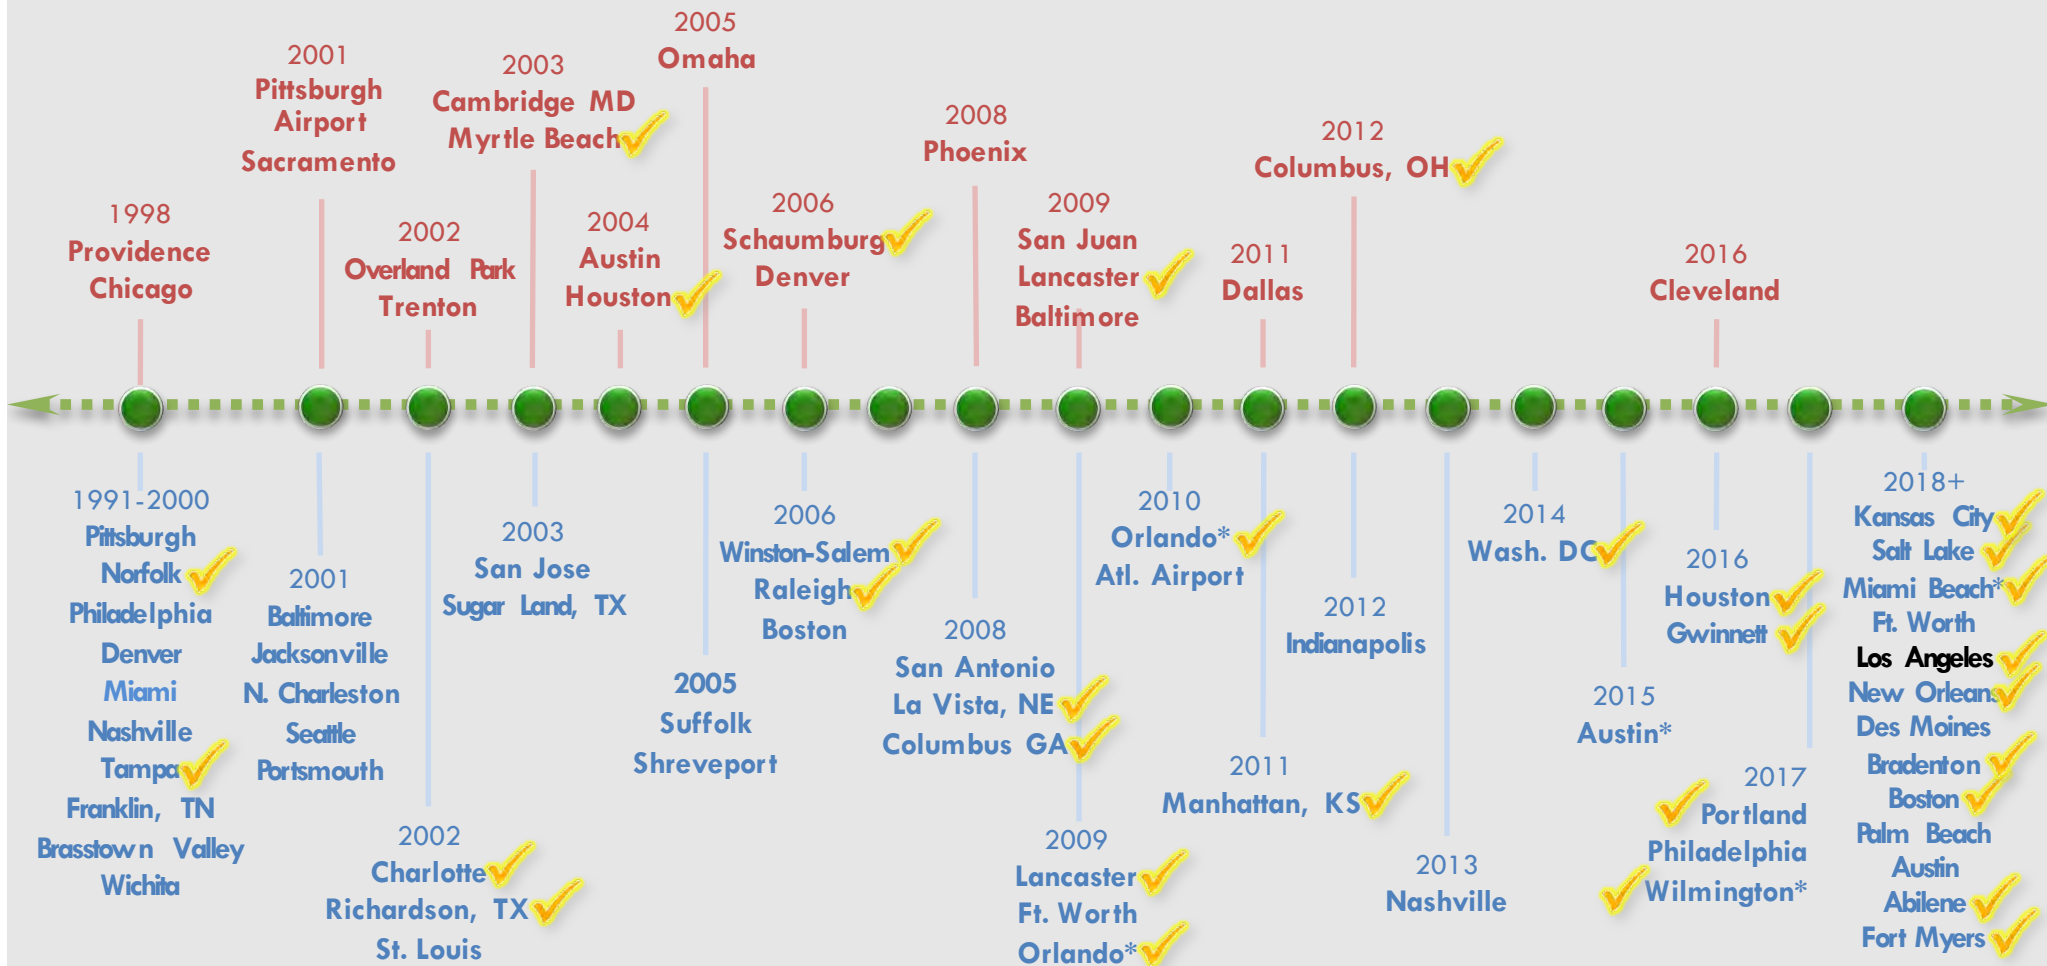 1998
Providence
Chicago
2001
Pittsburgh
Airport
Sacramento
2002
Overland Park
Trenton
2003
Cambridge MD
Myrtle Beach
2004
Austin
Houston
2005
Omaha
2006
Schaumburg
Denver
2008
Phoenix
2009
San Juan
Lancaster
Baltimore
2011
Dallas
2012
Columbus, OH
2016
Cleveland
1991-2000
Pittsburgh
Norfolk
Philadelphia
Denver
Miami
Nashville
Tampa
Franklin, TN
Brasstown Valley
Wichita
2001
Baltimore
Jacksonville
N. Charleston
Seattle
Portsmouth
2002
Charlotte
Richardson, TX
St. Louis
2003
San Jose
Sugar Land, TX
2005
Suffolk
Shreveport
2006
Winston-Salem
Raleigh
Boston
2008
San Antonio
La Vista, NE
Columbus GA
2009
Lancaster
Ft. Worth
Orlando*
2010
Orlando*
Atl. Airport
2011
Manhattan, KS
2012
Indianapolis
2013
Nashville
2014
Wash. DC
2015
Austin*
2016
Houston
Gwinnett
2017
Portland
Philadelphia
Wilmington*
2018+
Kansas City
Salt Lake
Miami Beach*
Ft. Worth
Los Angeles
New Orleans
Des Moines
Bradenton
Boston
Palm Beach
Austin
Abilene
Fort Myers